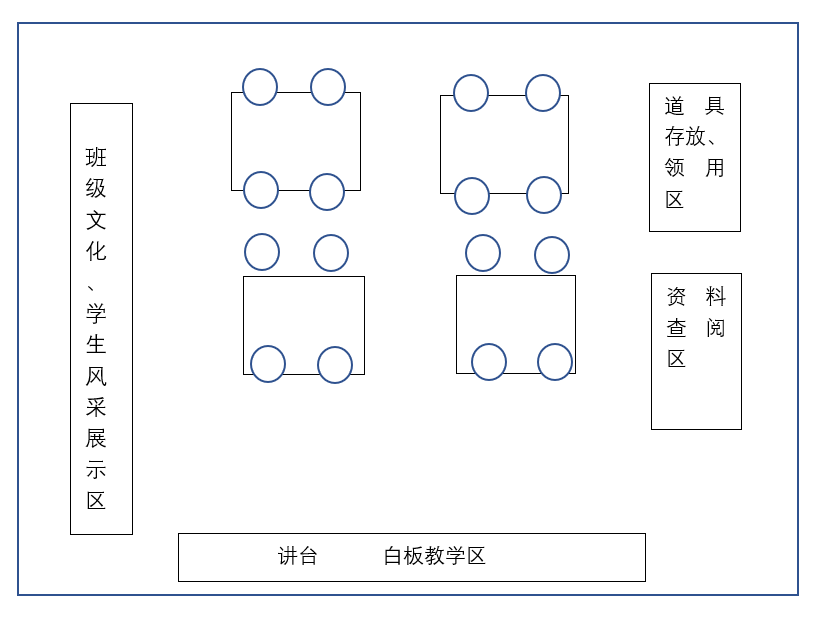 班级文化、学生风采展示区
道 具
存放、
领 用
区
资 料
查 阅
区
讲台 白板教学区